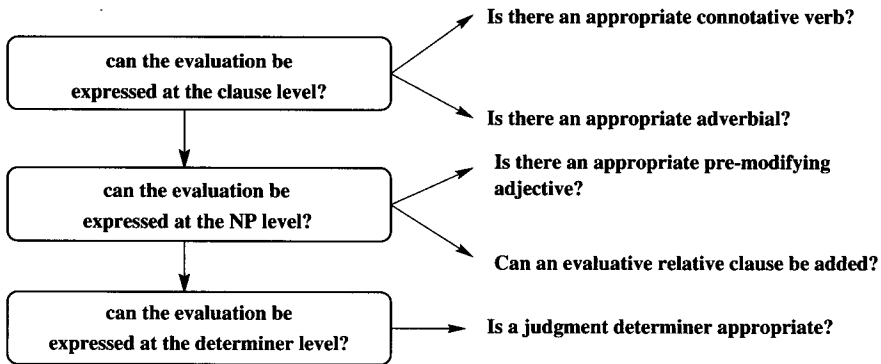 Is there an appropriate connotative verb?
can the evaluation be
expressed at the clause level?
Is there an appropriate adverbial?
Is there an appropriate pre-modifying
adjective?
can the evaluation be
expressed at the NP level?
Can an evaluative relative clause be added?
can the evaluation be
expressed at the determiner level?
Is a judgment determiner appropriate?